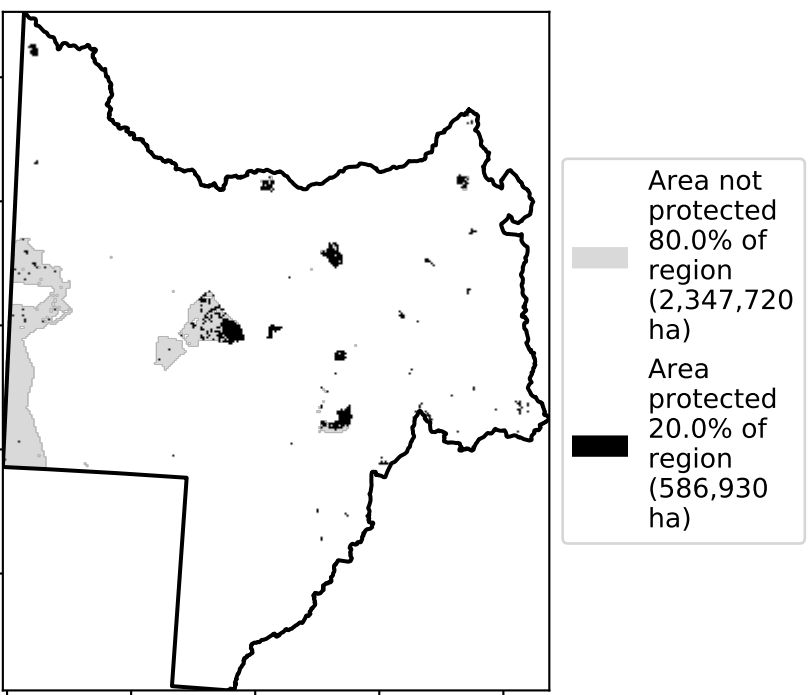 Area not
protected
80.0% of
region
(2,347,720
ha)
Area
protected
20.0% of
region
(586,930
ha)